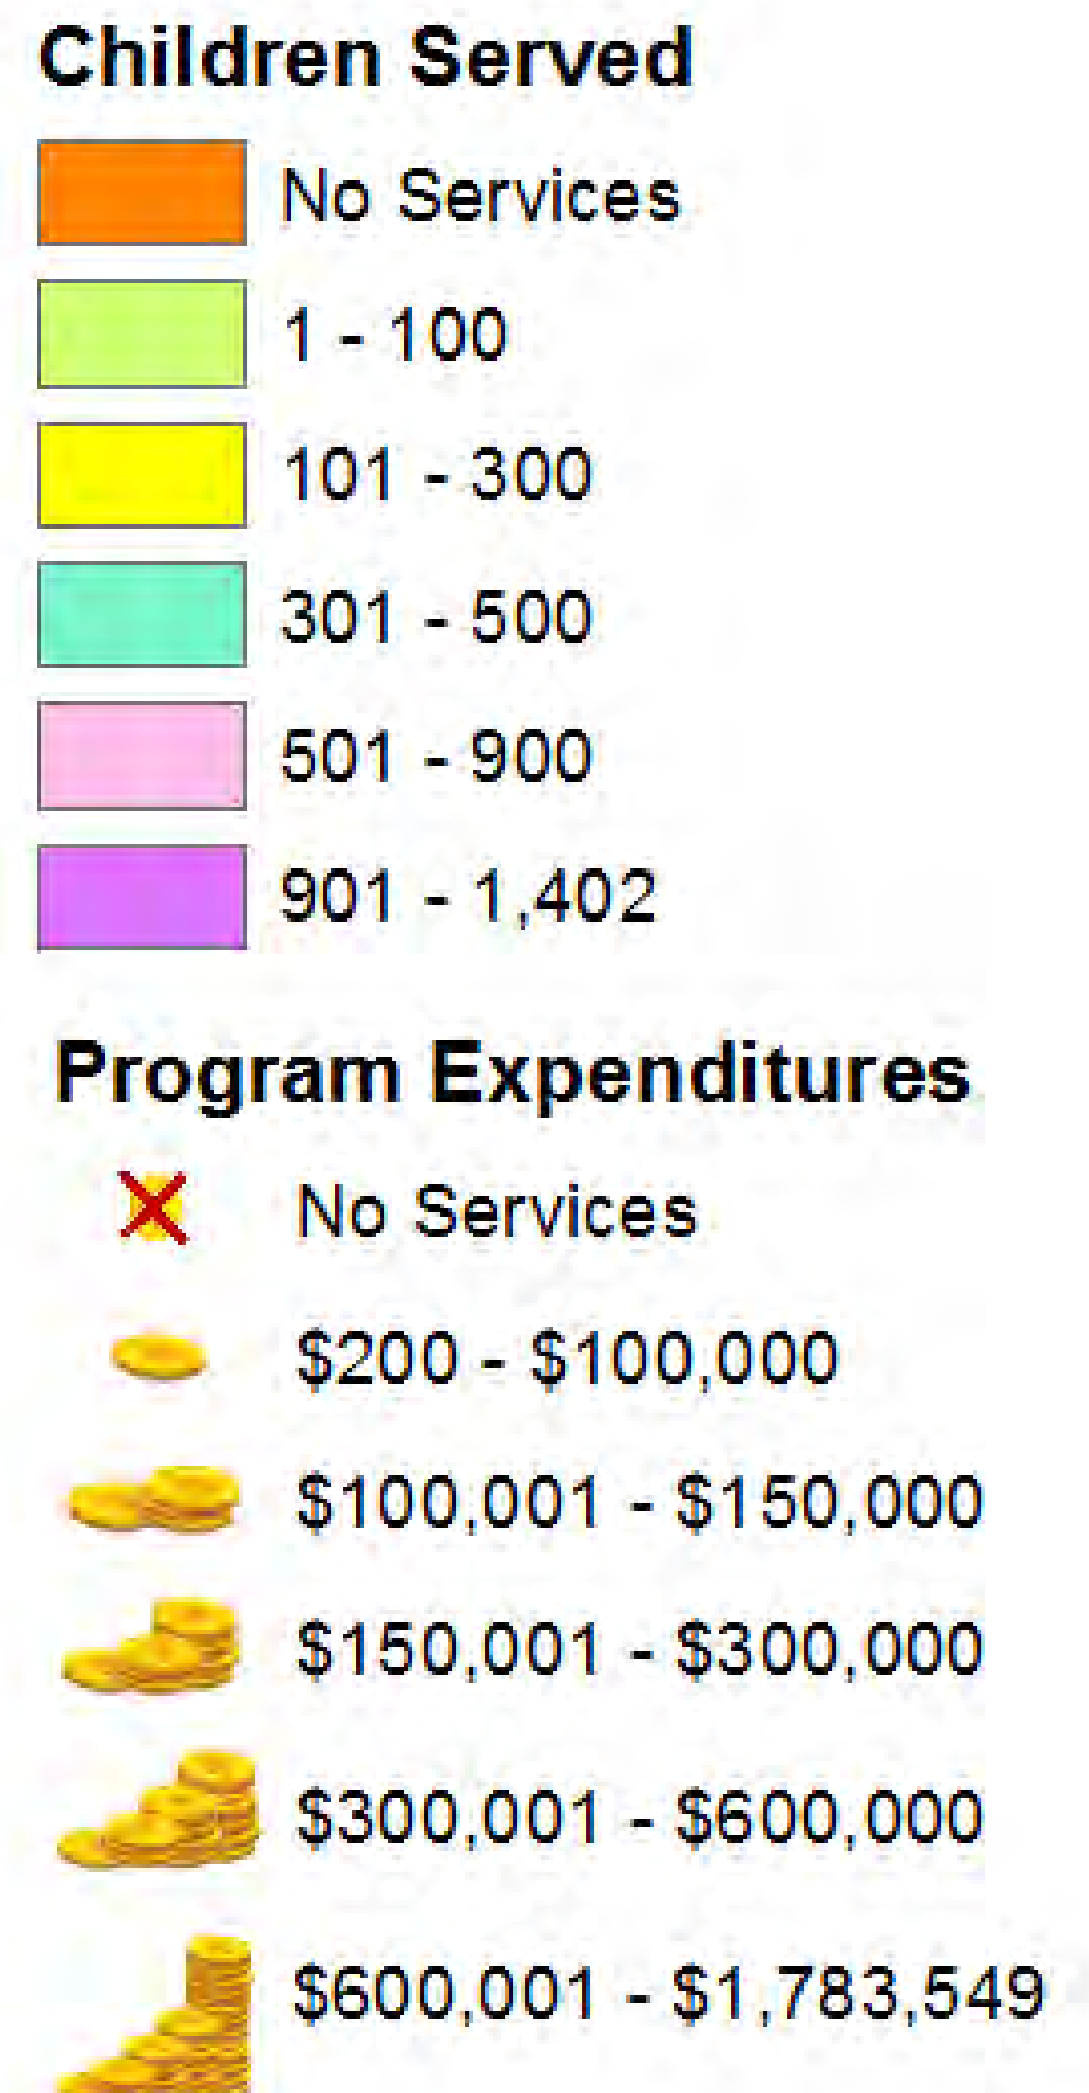 Children Served
No Services
1 - 100
101 - 300
301 - 500
501 - 900
901 - 1,402
Program Expenditures
No Services
$200 - $100,000
$100,001 - $150,000
$150,001 - $300,000
$300,001 - $600,000
$600,001 - $1,783,549